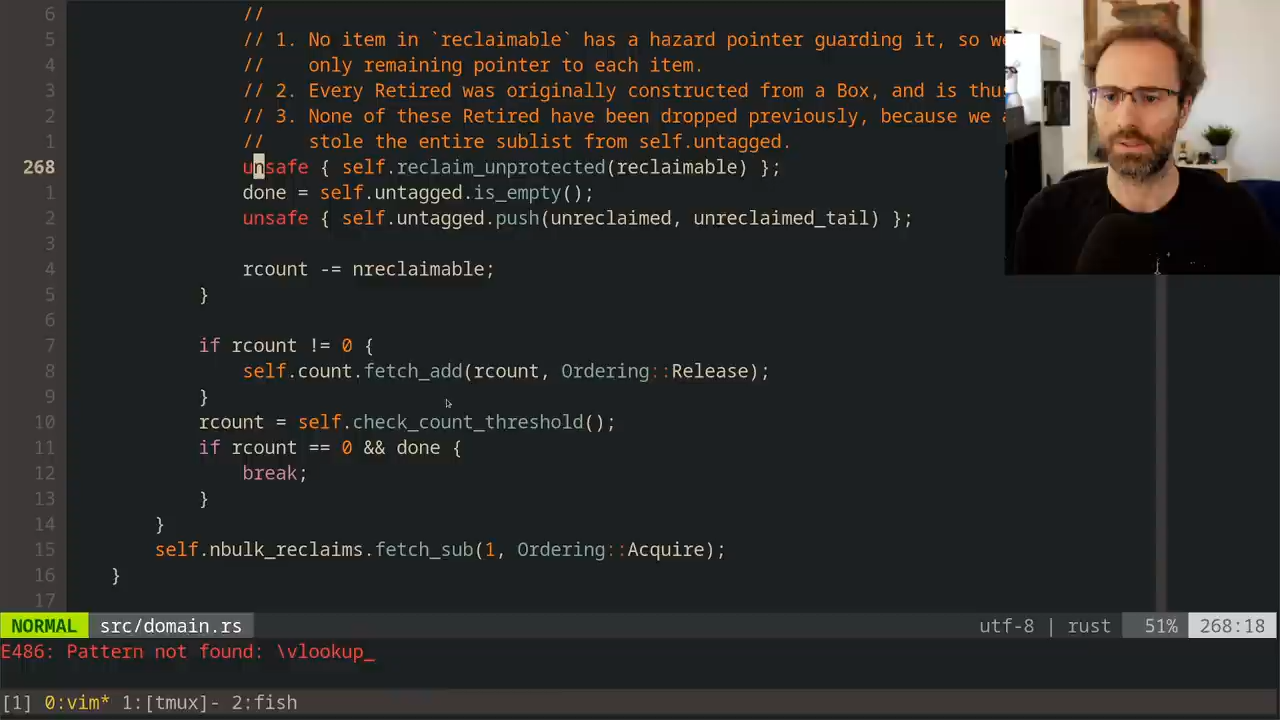 6 //
5 // 1. No item in `reclaimable` has a hazard pointer guarding it, so
4 // only remaining pointer to each item.
3 // 2. Every Retired was originally constructed from a Box, and is
2 // 3. None of these Retired have been dropped previously, because we
1 // stole the entire sublist from self.untagged.
268 unsafe { self.reclaim_unprotected(reclaimable) };
1 done = self.untagged.is_empty();
2 unsafe { self.untagged.push(unreclaimed, unreclaimed_tail) };
3
4 rcount -= nreclaimable;
5 }
6
7 if rcount != 0 {
8 self.count.fetch_add(rcount, Ordering::Release);
9 }
10 rcount = self.check_count_threshold();
11 if rcount == 0 && done {
12 break;
13 }
14 }
15 self.nbulk_reclaims.fetch_sub(1, Ordering::Acquire);
16 }
17
NORMAL src/domain.rs utf-8 | rust 51% 268:18
E486: Pattern not found: \vlookup_
[1] 0:vim* 1:[tmux]- 2:fish